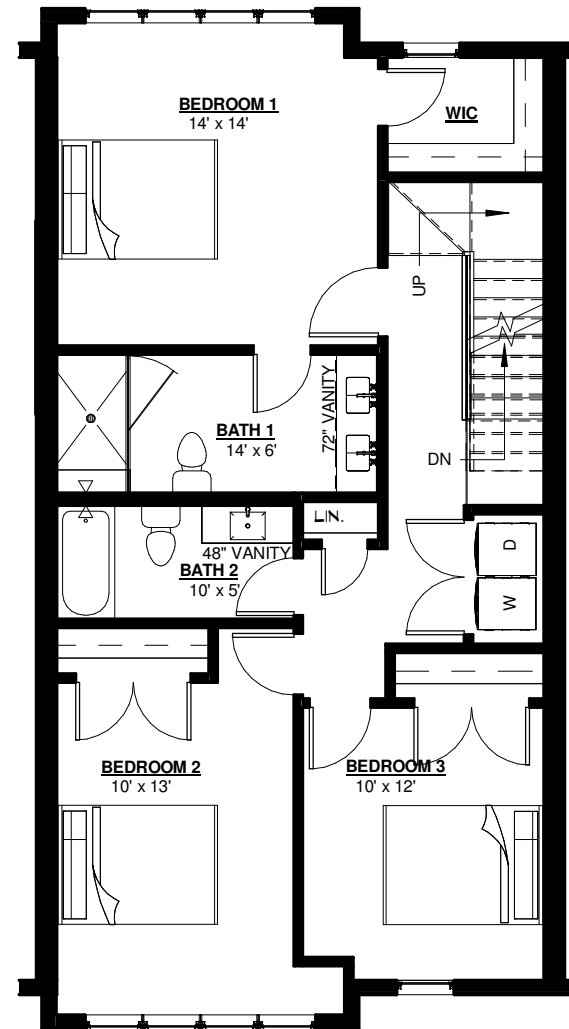 BEDROOM 1
14' x 14'
WIC
UP
72" VANITY
BATH 1
14' x 6'
DN
LIN.
48" VANITY
BATH 2
10' x 5'
D
W
BEDROOM 2
10' x 13'
BEDROOM 3
10' x 12'